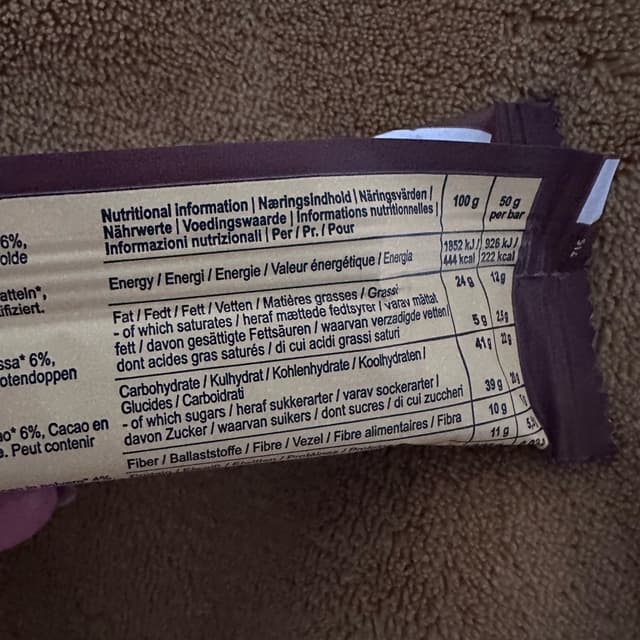 6%,
olde
atteln*,
ifiziert.
ssa* 6%,
otendoppen
ao* 6%, Cacao en
e. Peut contenir
Nutritional information | Næringsindhold | Näringsvärden |
Nährwerte | Voedingswaarde | Informations nutritionnelles |
Informazioni nutrizionali | Per / Pr. / Pour
100 g
50 g
per bar
Energy / Energi / Energie / Valeur énergétique / Energia
1852 kJ /
444 kcal
926 kJ /
222 kcal
Fat / Fedt / Fett / Vetten / Matières grasses / Grassi
24 g
12g
- of which saturates / heraf mættede fedtsyrer / varav mättat
fett / davon gesättigte Fettsäuren / waarvan verzadigde vetten/
dont acides gras saturés / di cui acidi grassi saturi
5 g
Carbohydrate / Kulhydrat / Kohlenhydrate / Koolhydraten /
Glucides / Carboidrati
41g
- of which sugars / heraf sukkerarter / varav sockerarter /
davon Zucker / waarvan suikers / dont sucres / di cui zuccheri
39 g
Fiber / Ballaststoffe / Fibre / Vezel / Fibre alimentaires / Fibra
10 g
11 g